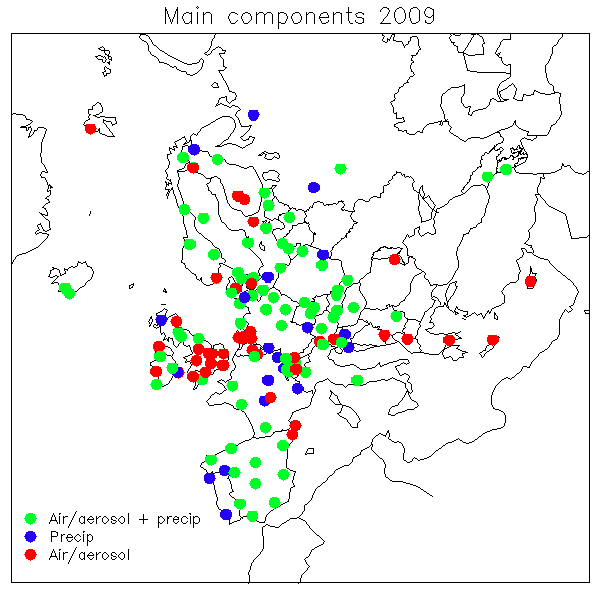 Main components 2009
Air/aerosol + precip
Precip
Air/aerosol